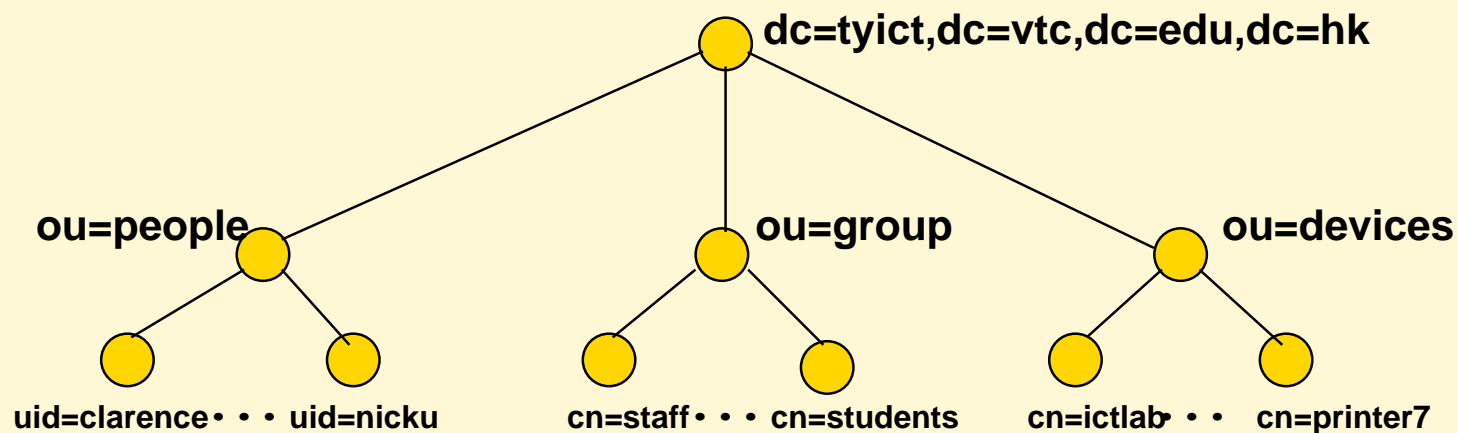 dc=tyict,dc=vtc,dc=edu,dc=hk
ou=people
ou=group
ou=devices
uid=clarence • • • uid=nicku
cn=staff • • • cn=students
cn=ictlab • • • cn=printer7